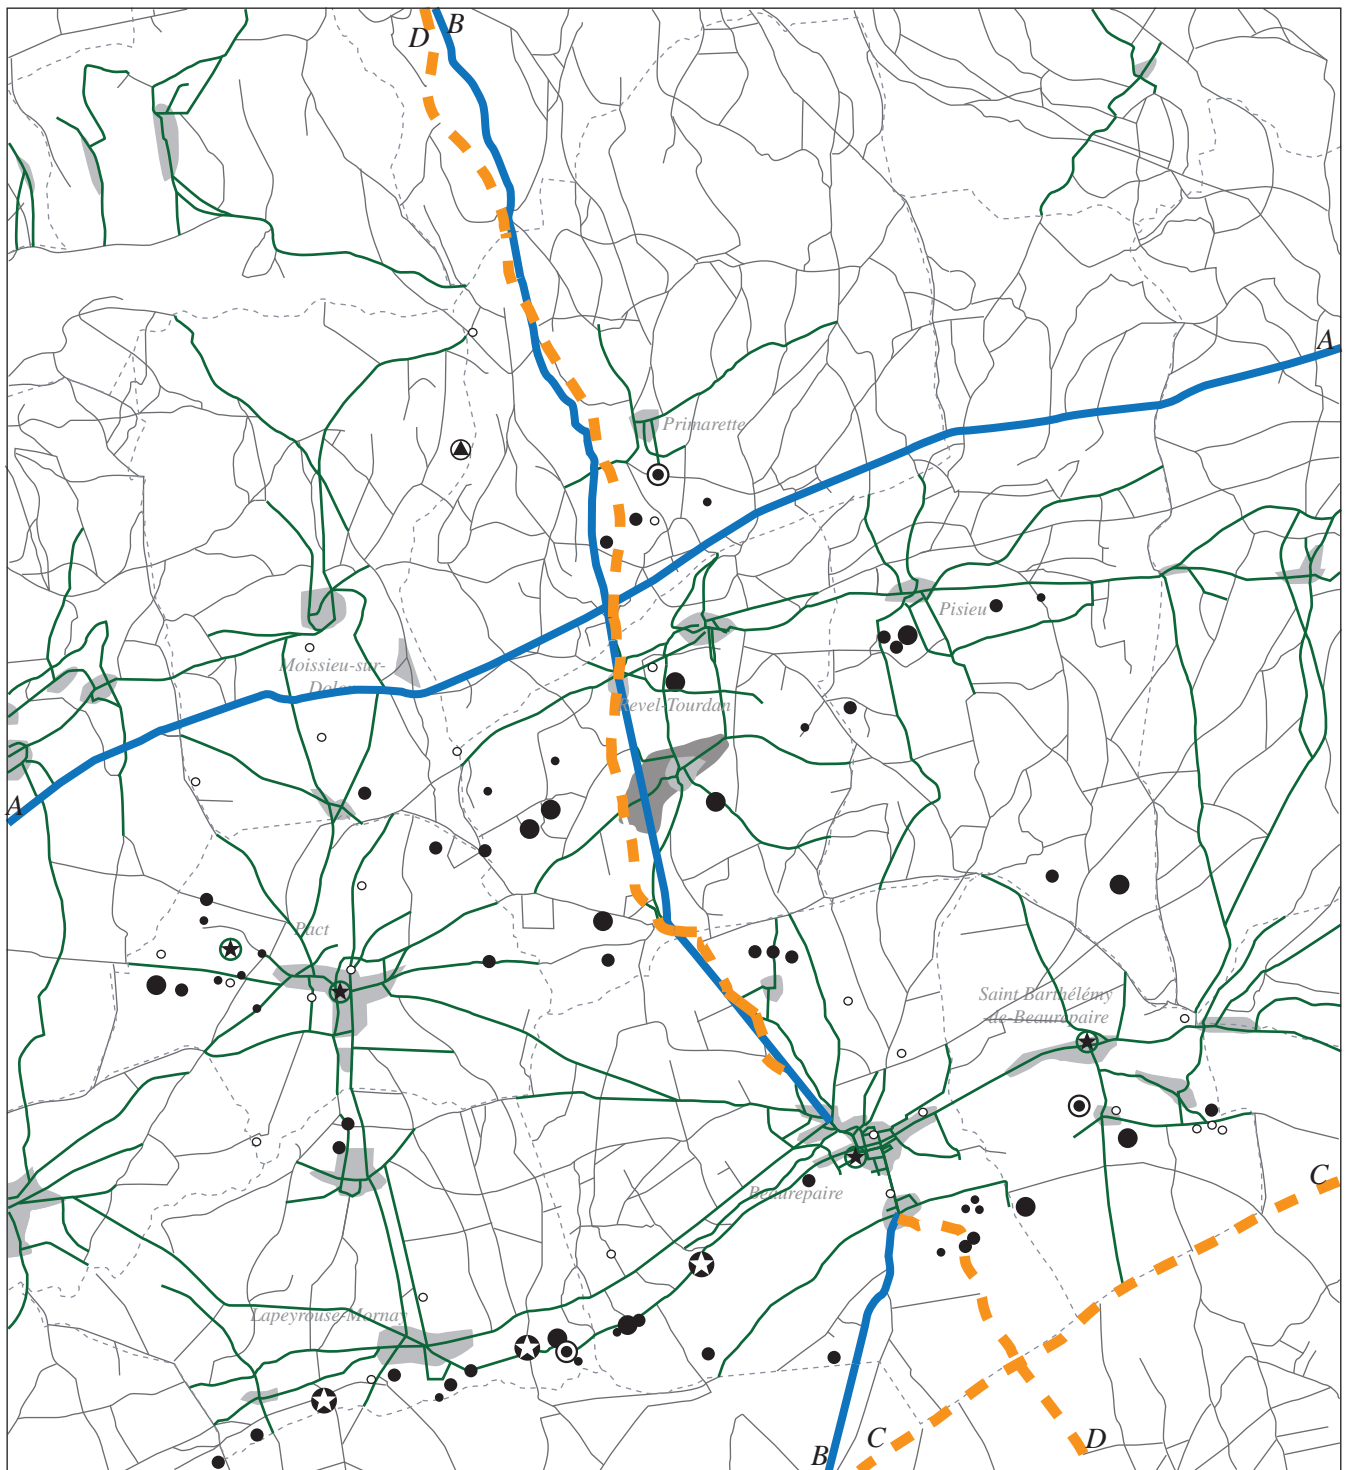 D
B
A
Primarette
Pisieu
Moissieu-sur-
Dolon
Revel-Tourdan
A
Pact
Saint Barthélémy
-de-Beaurepaire
Beaurepaire
C
Lapeyrouse-Mornay
B
C
D